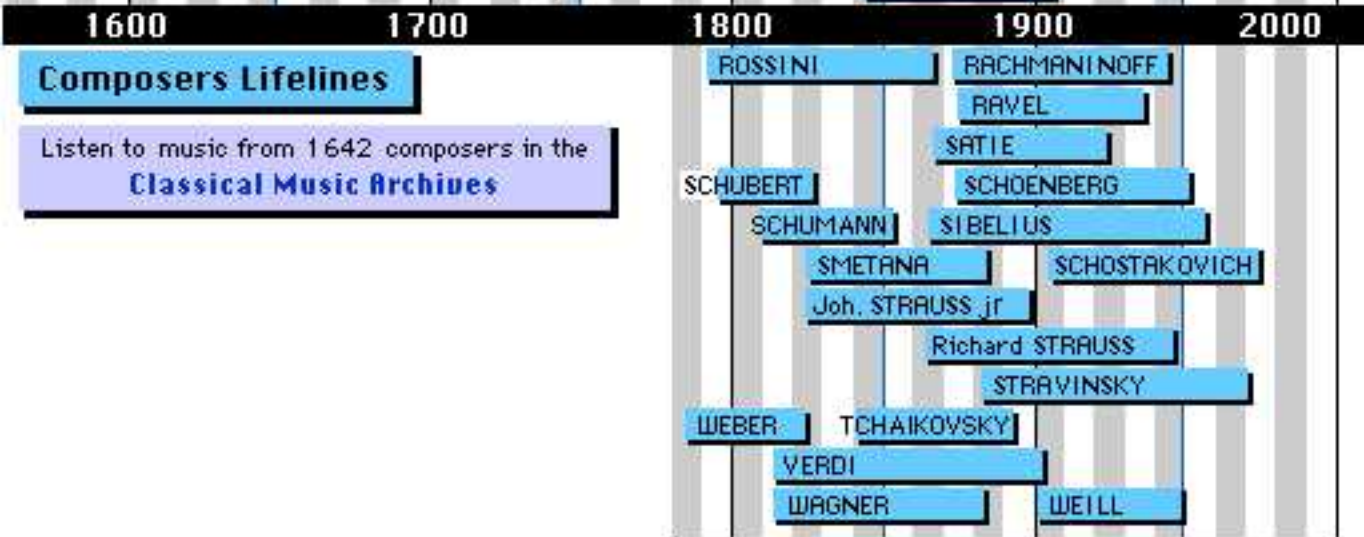 1600 1700 1800 1900 2000
Composers Lifelines
Listen to music from 1642 composers in the
Classical Music Archives
ROSSINI RACHMANINOFF
RAVEL
SATIE
SCHUBERT SCHOENBERG
SCHUMANN SIBELIUS
SMETANA SCHOSTAKOVICH
Joh. STRAUSS jr
Richard STRAUSS
STRAVINSKY
WEBER TCHAIKOVSKY
VERDI
WAGNER WEILL